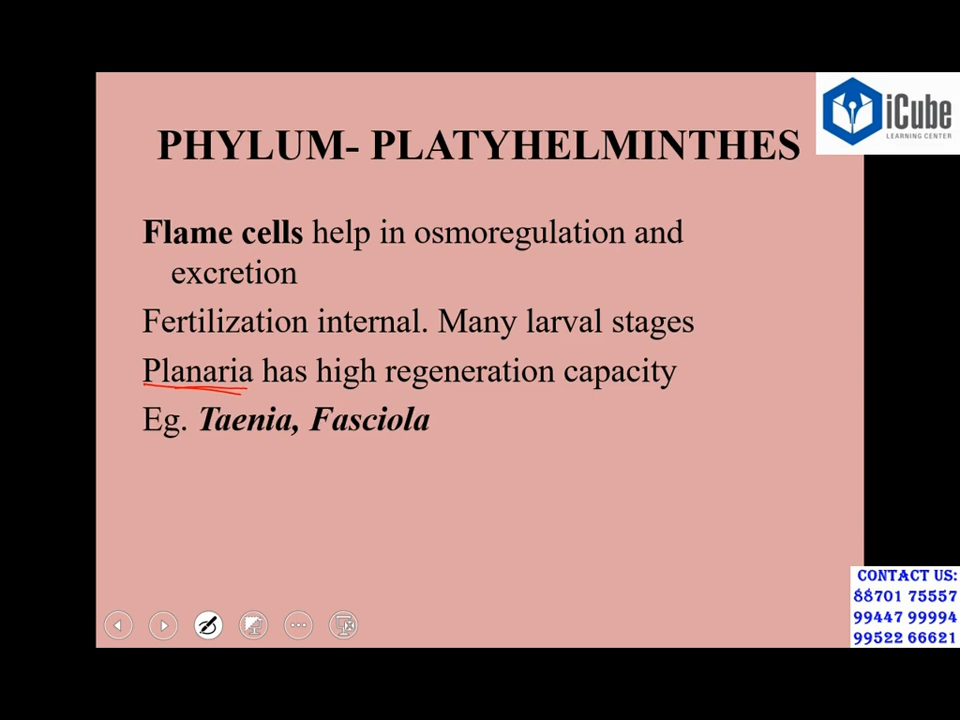 iCube
LEARNING CENTER
PHYLUM- PLATYHELMINTHES
Flame cells help in osmoregulation and
excretion
Fertilization internal. Many larval stages
Planaria has high regeneration capacity
Eg. Taenia, Fasciola
CONTACT US:
88701 75557
99447 99994
99522 66621